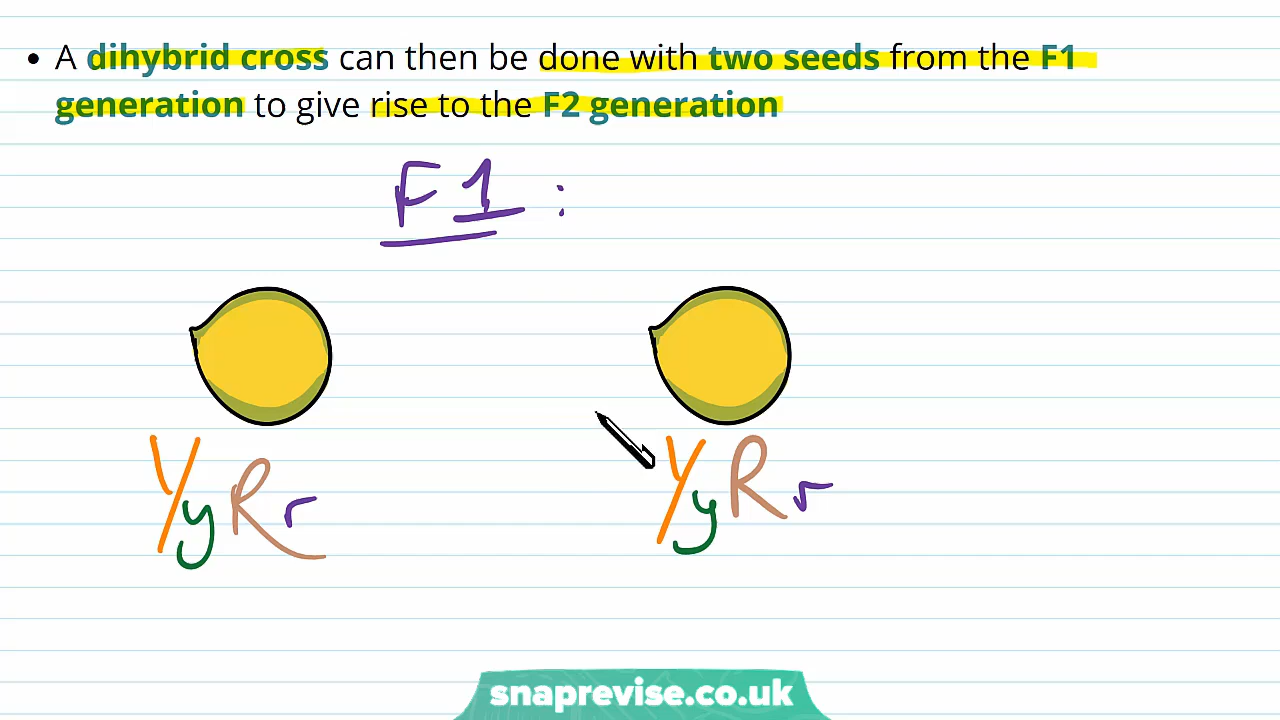 • A dihybrid cross can then be done with two seeds from the F1
generation to give rise to the F2 generation
F1:
YyRr YyRr
snaprevise.co.uk